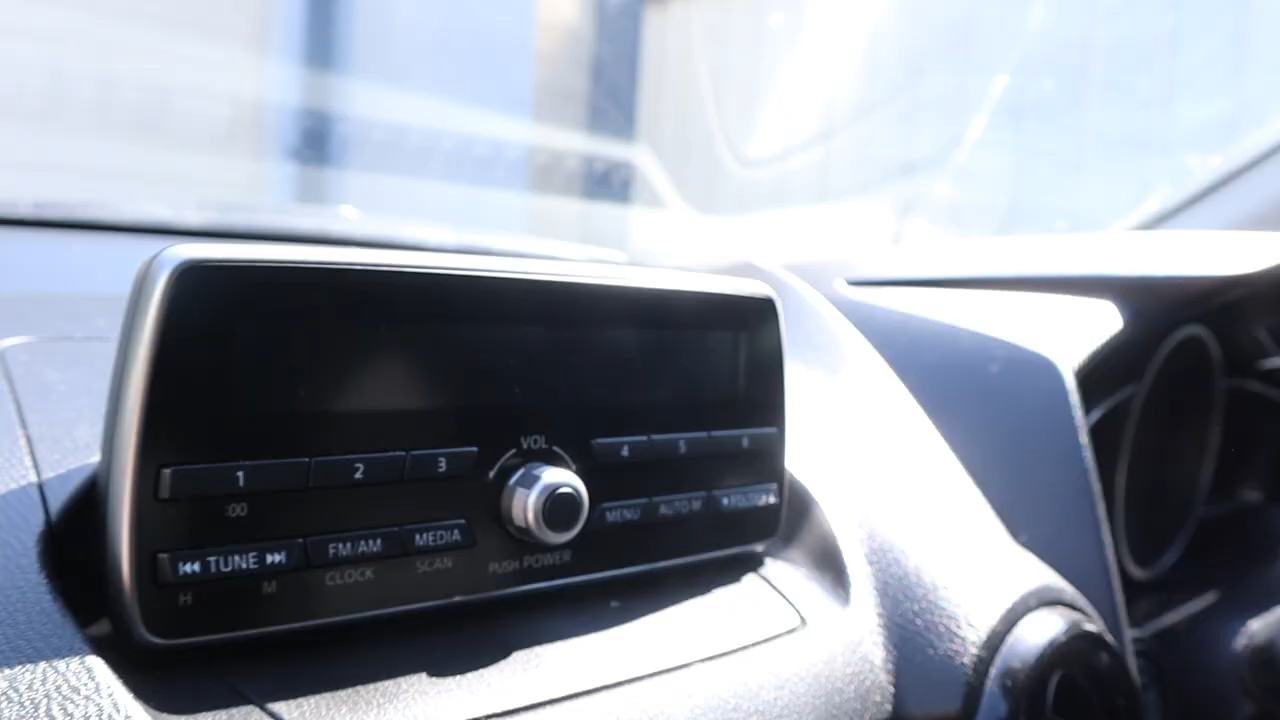 VOL
1 2 3 4 5 6
:00
MENU AUTO-M
⏮ TUNE ⏭ FM/AM MEDIA
CLOCK SCAN PUSH POWER
H M